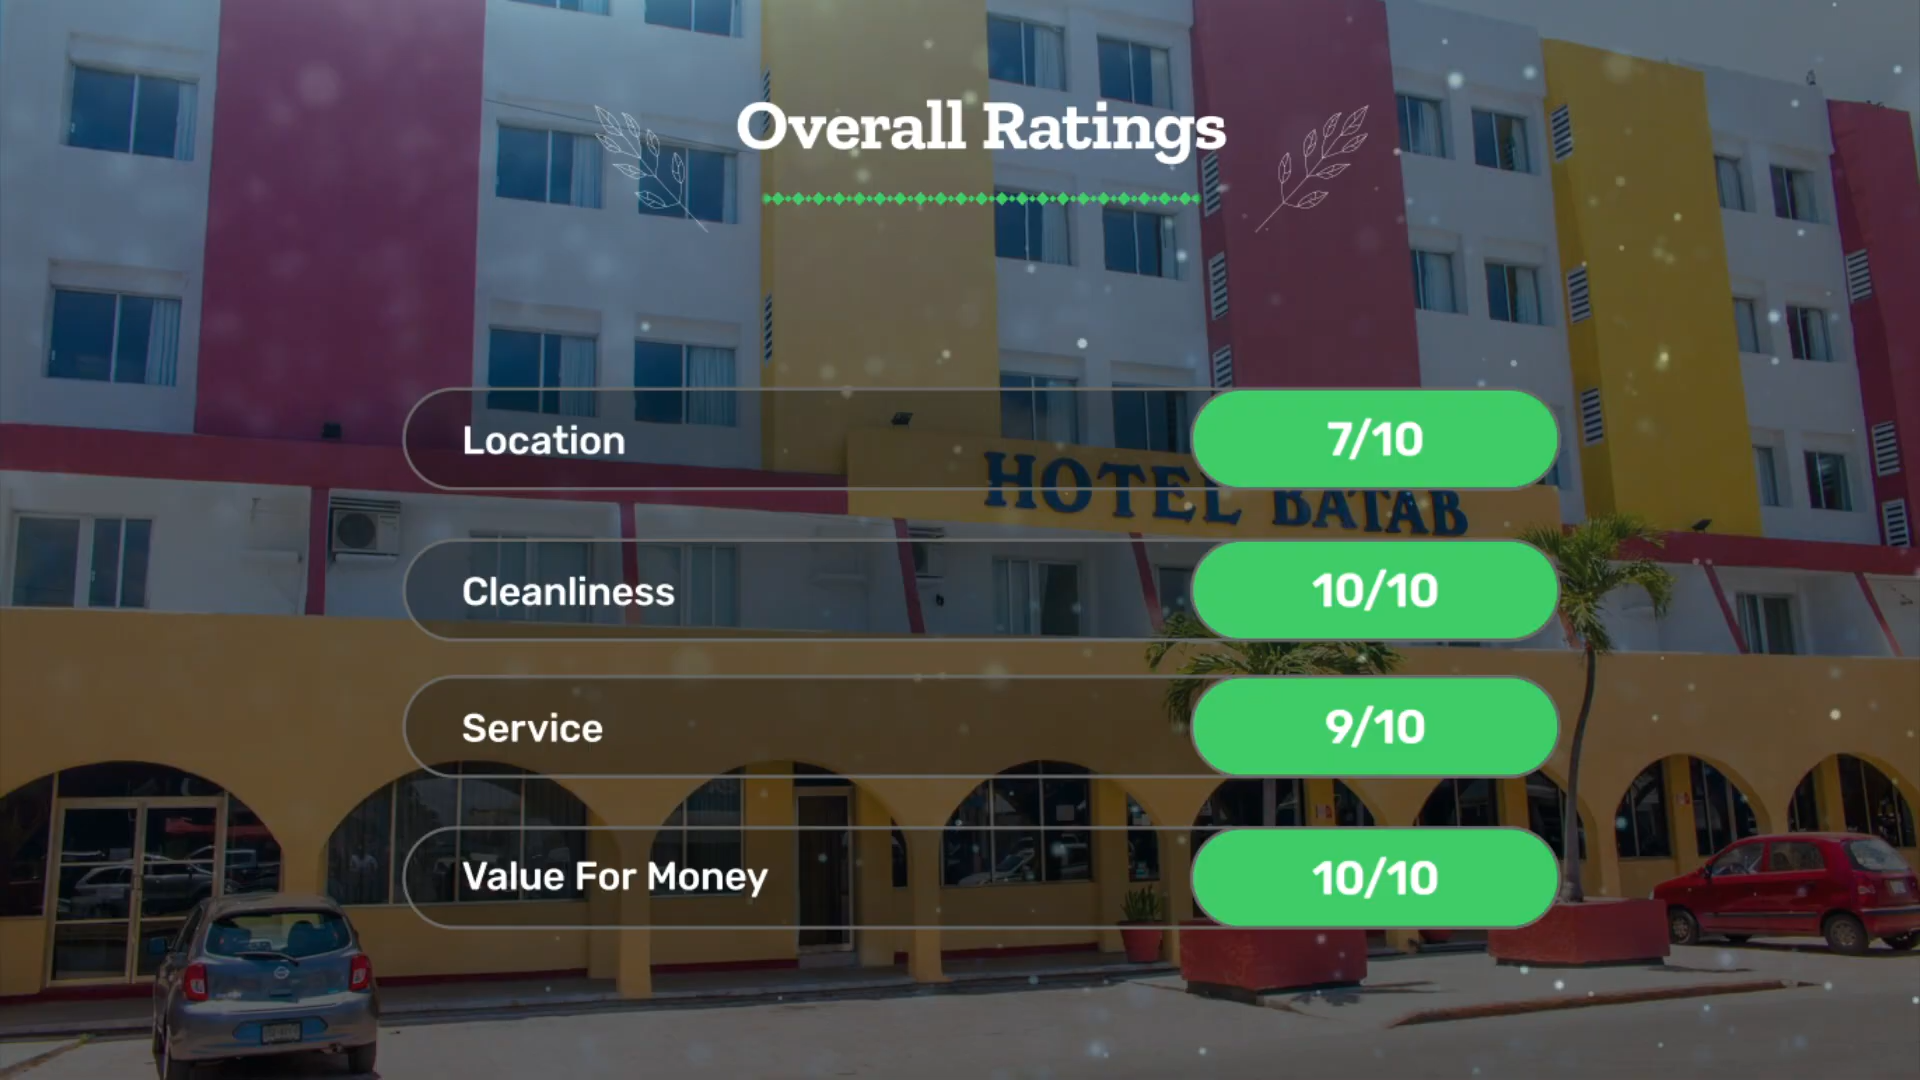 Overall Ratings
Location
7/10
HOTEL BATAB
Cleanliness
10/10
Service
9/10
Value For Money
10/10